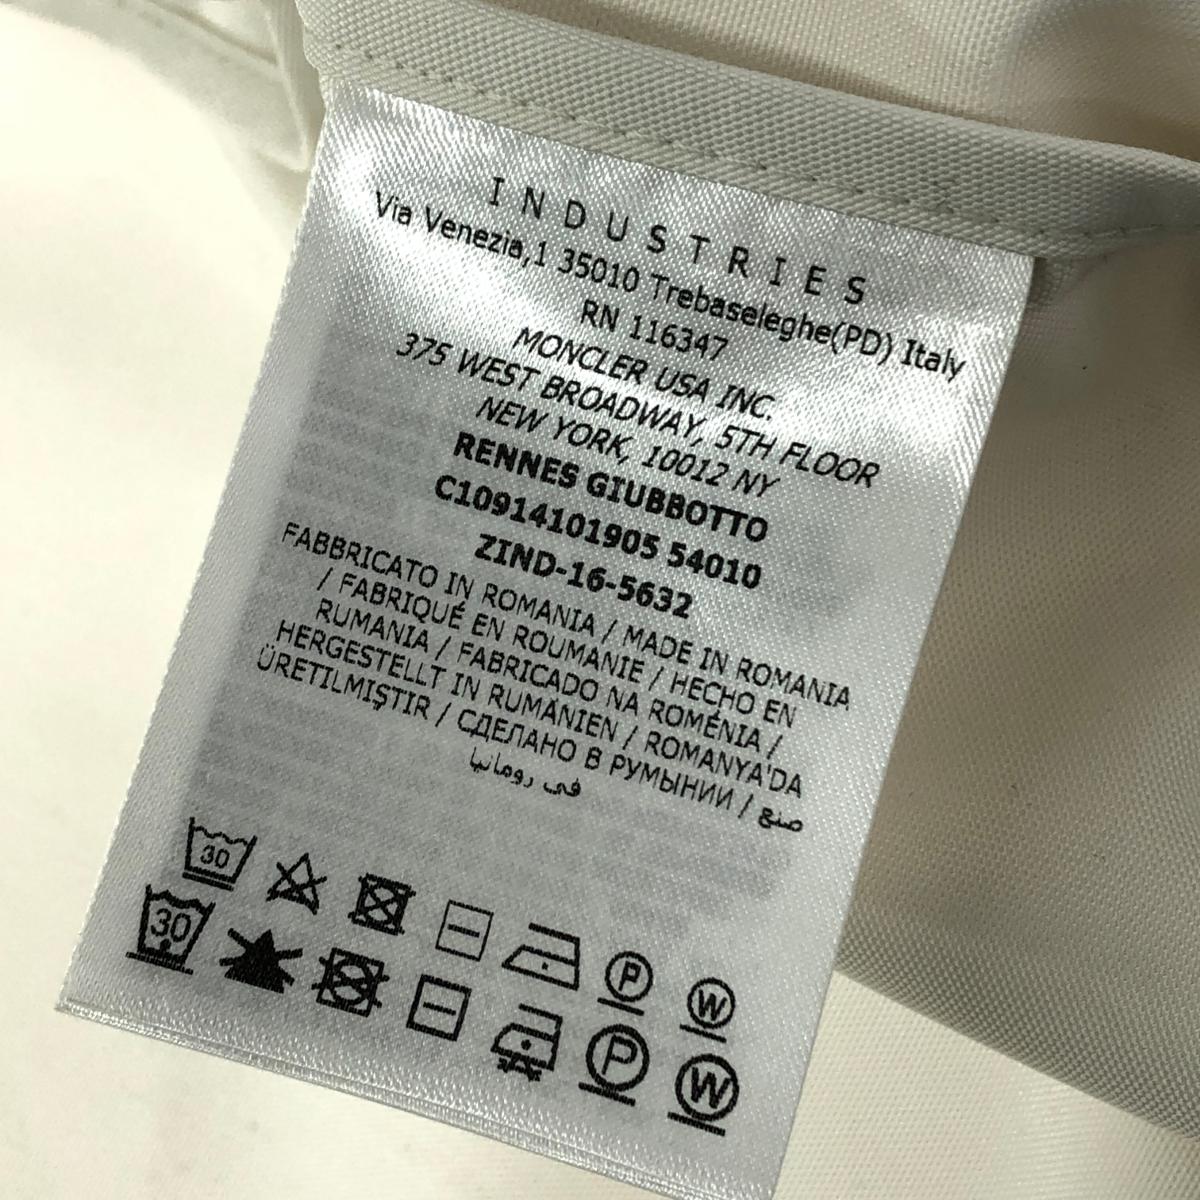 INDUSTRIES
Via Venezia,1 35010 Trebaseleghe(PD) Italy
RN 116347
MONCLER USA INC.
375 WEST BROADWAY, 5TH FLOOR
NEW YORK, 10012 NY
RENNES GIUBBOTTO
C10914101905 54010
ZIND-16-5632
FABBRICATO IN ROMANIA / MADE IN ROMANIA
/ FABRIQUÉ EN ROUMANIE / HECHO EN
RUMANIA / FABRICADO NA ROMÉNIA /
HERGESTELLT IN RUMÄNIEN / ROMANYA'DA
ÜRETILMIŞTIR / СДЕЛАНО В РУМЫНИИ / صنع
في رومانيا
30 P W
30 P W